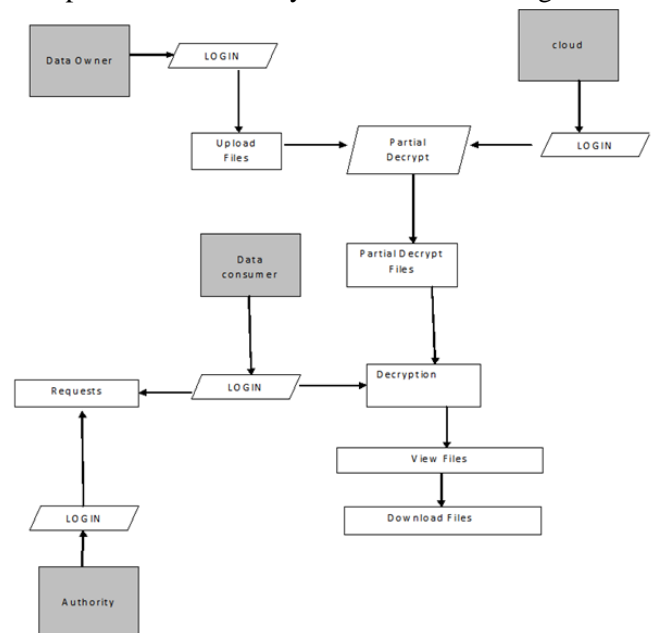 Data Owner
LOGIN
cloud
Upload
Files
Partial
Decrypt
LOGIN
Data
consumer
Partial Decrypt
Files
Requests
LOGIN
Decryption
View Files
LOGIN
Download Files
Authority